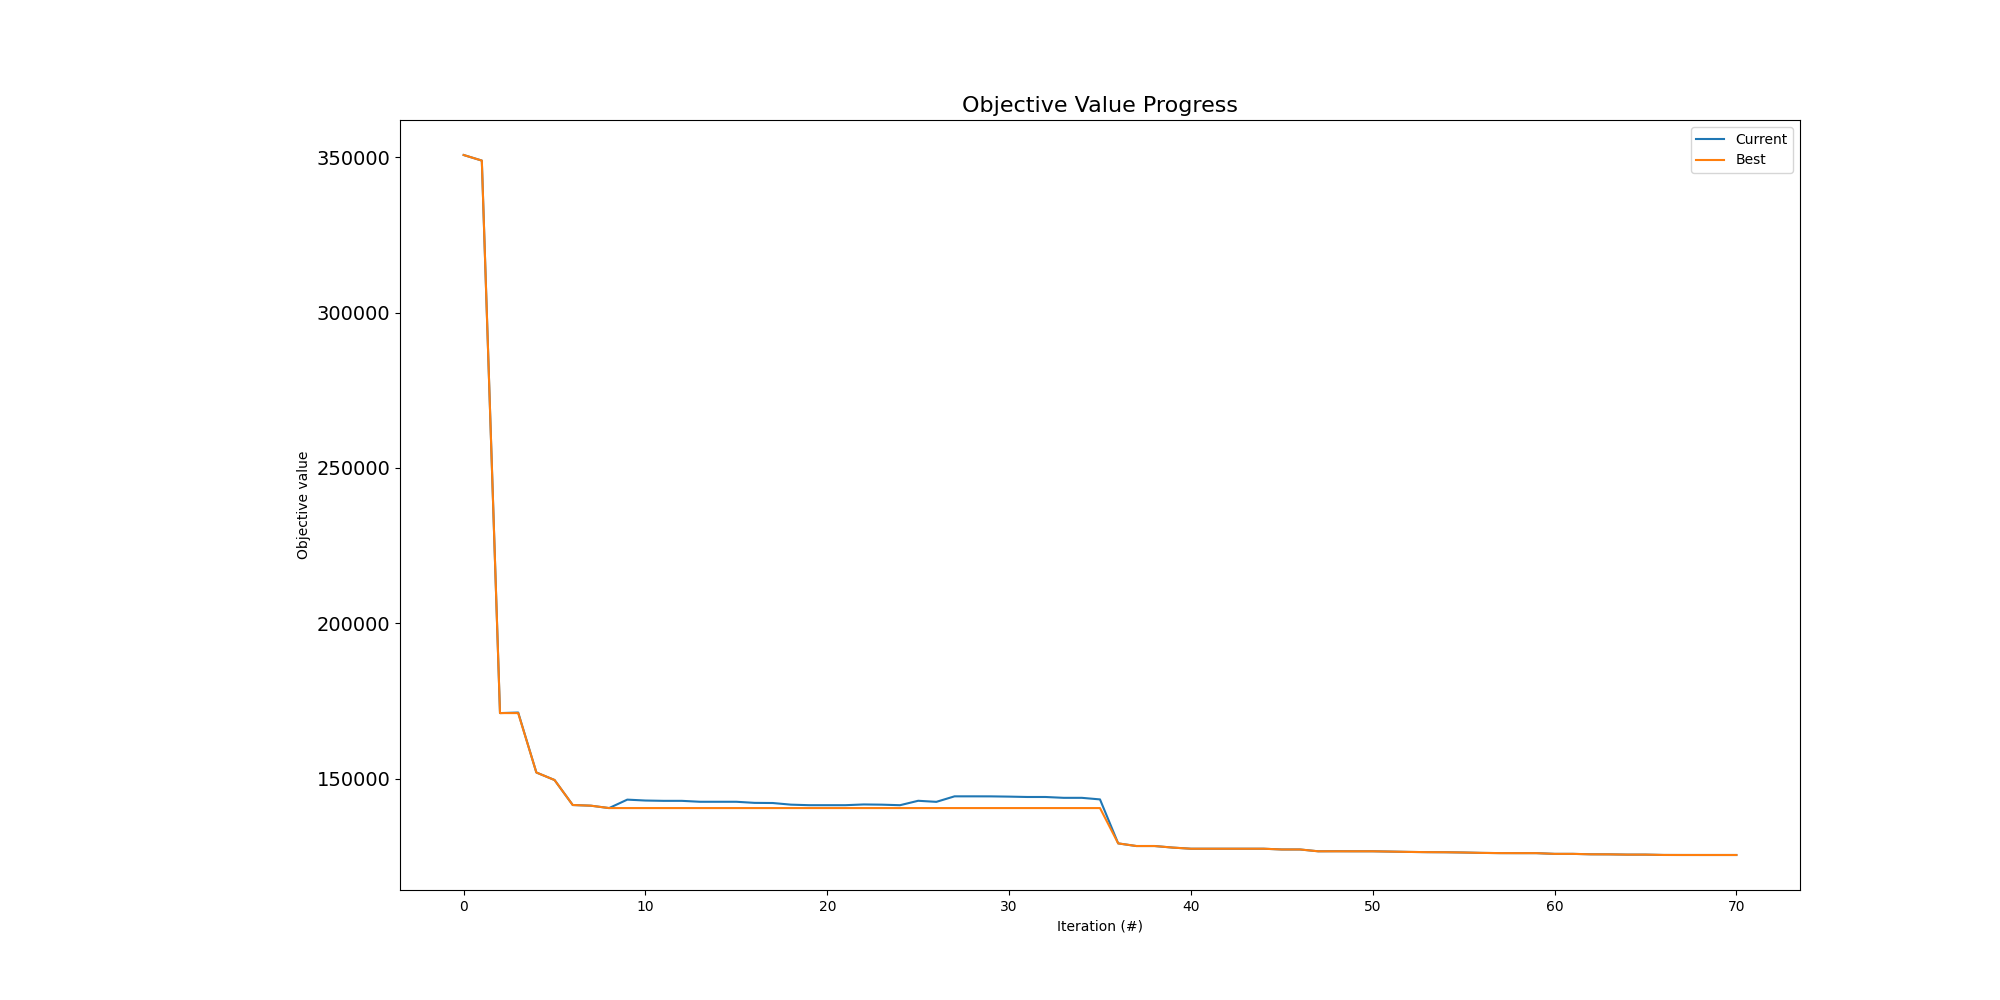 Objective Value Progress
Current
Best
350000
300000
250000
200000
150000
Objective value
0 10 20 30 40 50 60 70
Iteration (#)